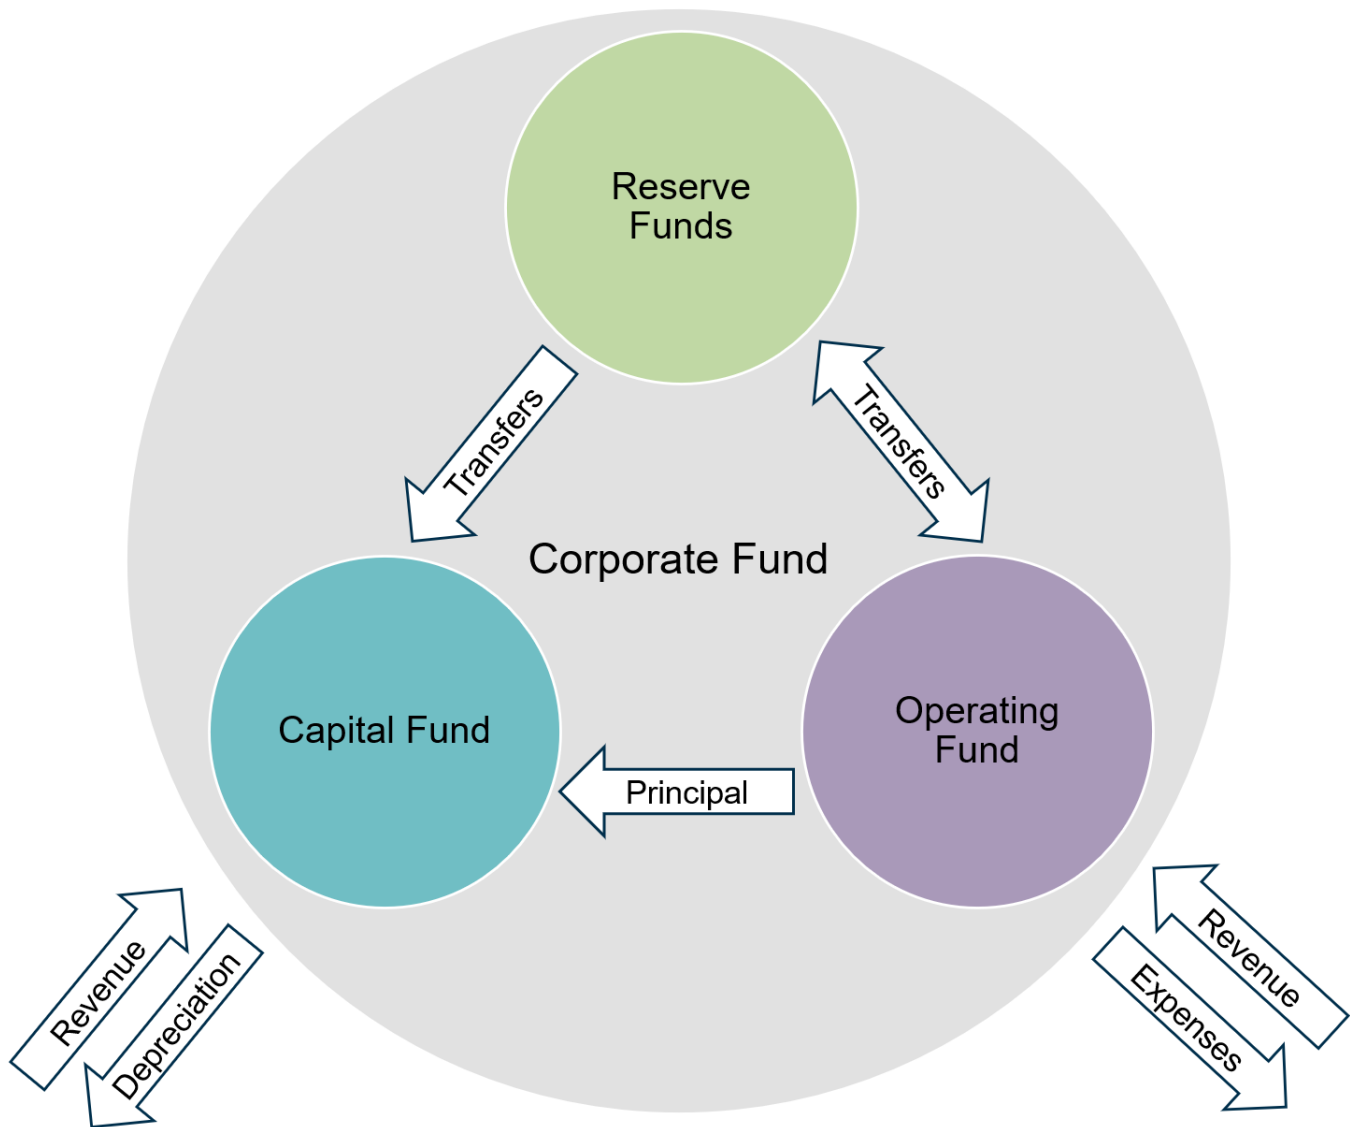 Reserve
Funds
Transfers
Transfers
Corporate Fund
Capital Fund
Operating
Fund
Principal
Revenue
Depreciation
Revenue
Expenses